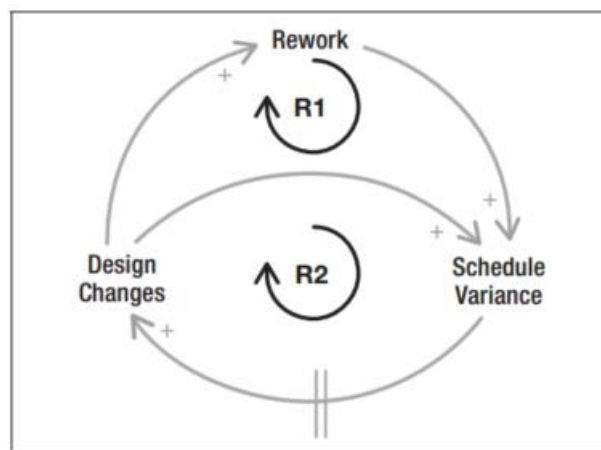 Rework
+
R1
+
+
Design
Changes
R2
Schedule
Variance
+